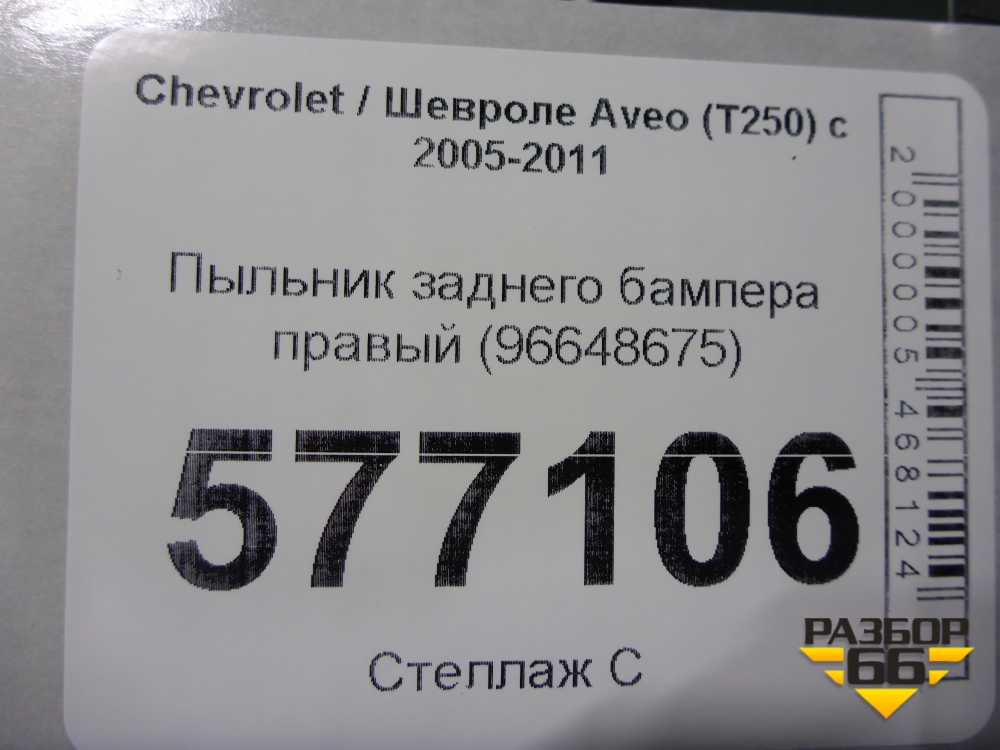 Chevrolet / Шевроле Aveo (T250) с
2005-2011
Пыльник заднего бампера
правый (96648675)
577106
Стеллаж С
2000005468124
РАЗБОР
66